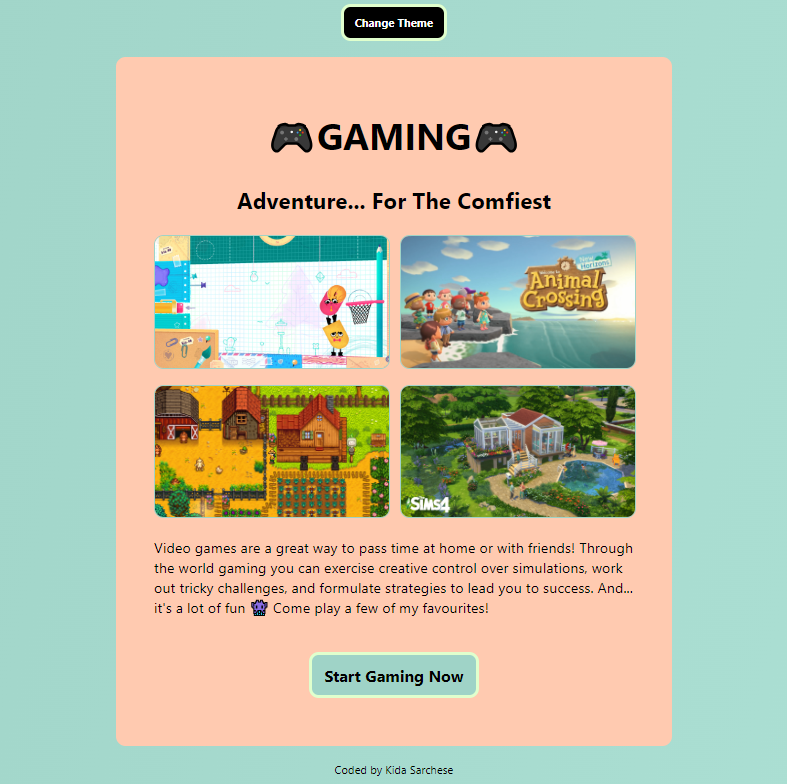 Change Theme
🎮GAMING🎮
Adventure... For The Comfiest
New
Horizons
Animal
Crossing
THE
SIMS4
Video games are a great way to pass time at home or with friends! Through
the world gaming you can exercise creative control over simulations, work
out tricky challenges, and formulate strategies to lead you to success. And...
it's a lot of fun 👾 Come play a few of my favourites!
Start Gaming Now
Coded by Kida Sarchese